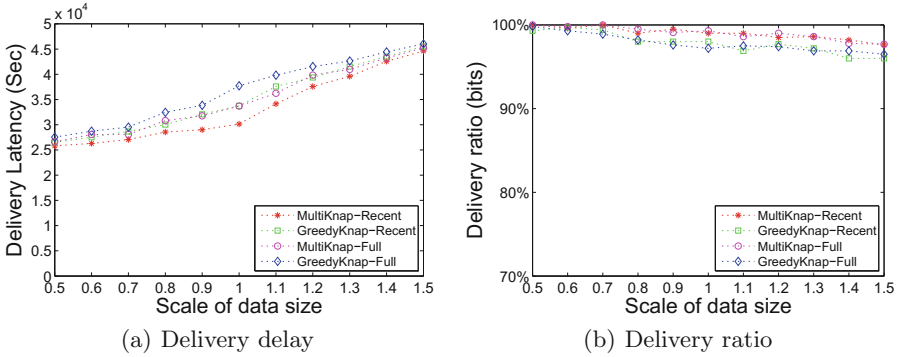 x 10⁴
5
4.5
4
3.5
3
2.5
2
1.5
1
0.5
0
Delivery Latency (Sec)
MultiKnap−Recent
GreedyKnap−Recent
MultiKnap−Full
GreedyKnap−Full
0.5 0.6 0.7 0.8 0.9 1 1.1 1.2 1.3 1.4 1.5
Scale of data size
(a) Delivery delay
100%
90%
80%
70%
Delivery ratio (bits)
MultiKnap−Recent
GreedyKnap−Recent
MultiKnap−Full
GreedyKnap−Full
0.5 0.6 0.7 0.8 0.9 1.0 1.1 1.2 1.3 1.4 1.5
Scale of data size
(b) Delivery ratio